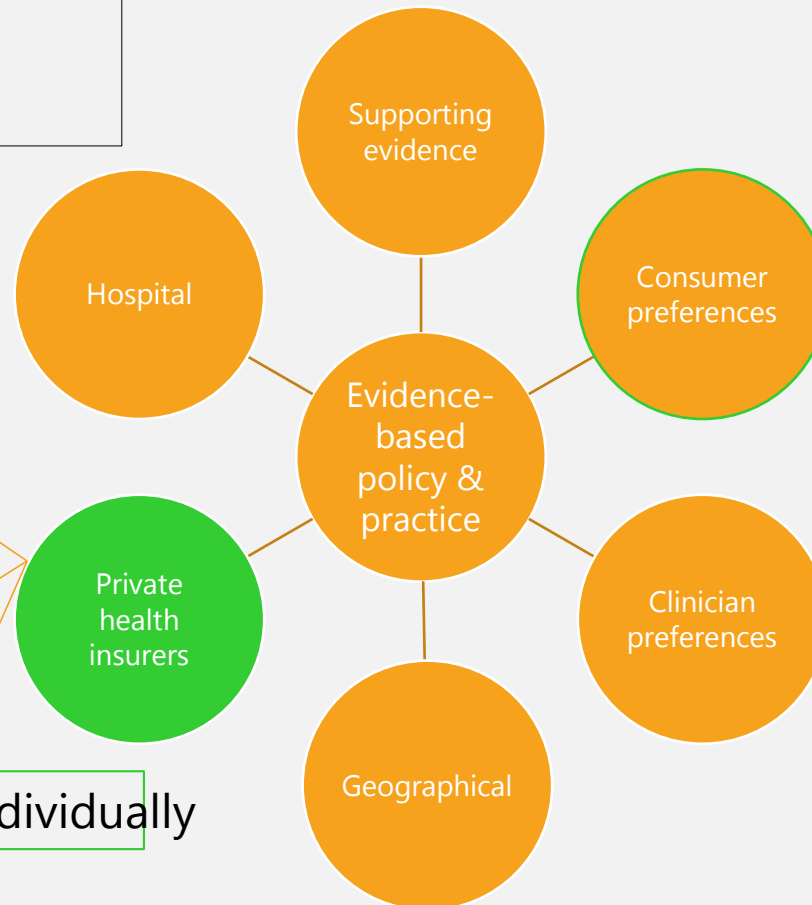 Supporting
evidence
Hospital
Consumer
preferences
Evidence-
based
policy &
practice
Private
health
insurers
Clinician
preferences
Geographical
dividually